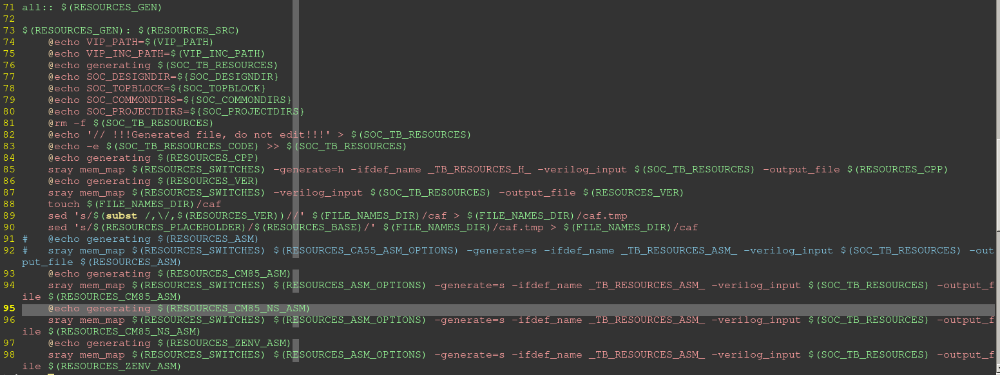 71 all:: $(RESOURCES_GEN)
72
73 $(RESOURCES_GEN): $(RESOURCES_SRC)
74     @echo VIP_PATH=$(VIP_PATH)
75     @echo VIP_INC_PATH=$(VIP_INC_PATH)
76     @echo generating $(SOC_TB_RESOURCES)
77     @echo SOC_DESIGNDIR=${SOC_DESIGNDIR}
78     @echo SOC_TOPBLOCK=${SOC_TOPBLOCK}
79     @echo SOC_COMMONDIRS=${SOC_COMMONDIRS}
80     @echo SOC_PROJECTDIRS=${SOC_PROJECTDIRS}
81     @rm -f $(SOC_TB_RESOURCES)
82     @echo '// !!!Generated file, do not edit!!!' > $(SOC_TB_RESOURCES)
83     @echo -e $(SOC_TB_RESOURCES_CODE) >> $(SOC_TB_RESOURCES)
84     @echo generating $(RESOURCES_CPP)
85     sray mem_map $(RESOURCES_SWITCHES) -generate=h -ifdef_name _TB_RESOURCES_H_ -verilog_input $(SOC_TB_RESOURCES) -output_file $(RESOURCES_CPP)
86     @echo generating $(RESOURCES_VER)
87     sray mem_map $(RESOURCES_SWITCHES) -verilog_input $(SOC_TB_RESOURCES) -output_file $(RESOURCES_VER)
88     touch $(FILE_NAMES_DIR)/caf
89     sed 's/$(subst /,\/,$(RESOURCES_VER))//' $(FILE_NAMES_DIR)/caf > $(FILE_NAMES_DIR)/caf.tmp
90     sed 's/$(RESOURCES_PLACEHOLDER)/$(RESOURCES_BASE)/' $(FILE_NAMES_DIR)/caf.tmp > $(FILE_NAMES_DIR)/caf
91 #   @echo generating $(RESOURCES_ASM)
92 #   sray mem_map $(RESOURCES_SWITCHES) $(RESOURCES_CA55_ASM_OPTIONS) -generate=s -ifdef_name _TB_RESOURCES_ASM_ -verilog_input $(SOC_TB_RESOURCES) -out
put_file $(RESOURCES_ASM)
93     @echo generating $(RESOURCES_CM85_ASM)
94     sray mem_map $(RESOURCES_SWITCHES) $(RESOURCES_ASM_OPTIONS) -generate=s -ifdef_name _TB_RESOURCES_ASM_ -verilog_input $(SOC_TB_RESOURCES) -output_f
ile $(RESOURCES_CM85_ASM)
95     @echo generating $(RESOURCES_CM85_NS_ASM)
96     sray mem_map $(RESOURCES_SWITCHES) $(RESOURCES_ASM_OPTIONS) -generate=s -ifdef_name _TB_RESOURCES_ASM_ -verilog_input $(SOC_TB_RESOURCES) -output_f
ile $(RESOURCES_CM85_NS_ASM)
97     @echo generating $(RESOURCES_ZENV_ASM)
98     sray mem_map $(RESOURCES_SWITCHES) $(RESOURCES_ASM_OPTIONS) -generate=s -ifdef_name _TB_RESOURCES_ASM_ -verilog_input $(SOC_TB_RESOURCES) -output_f
ile $(RESOURCES_ZENV_ASM)